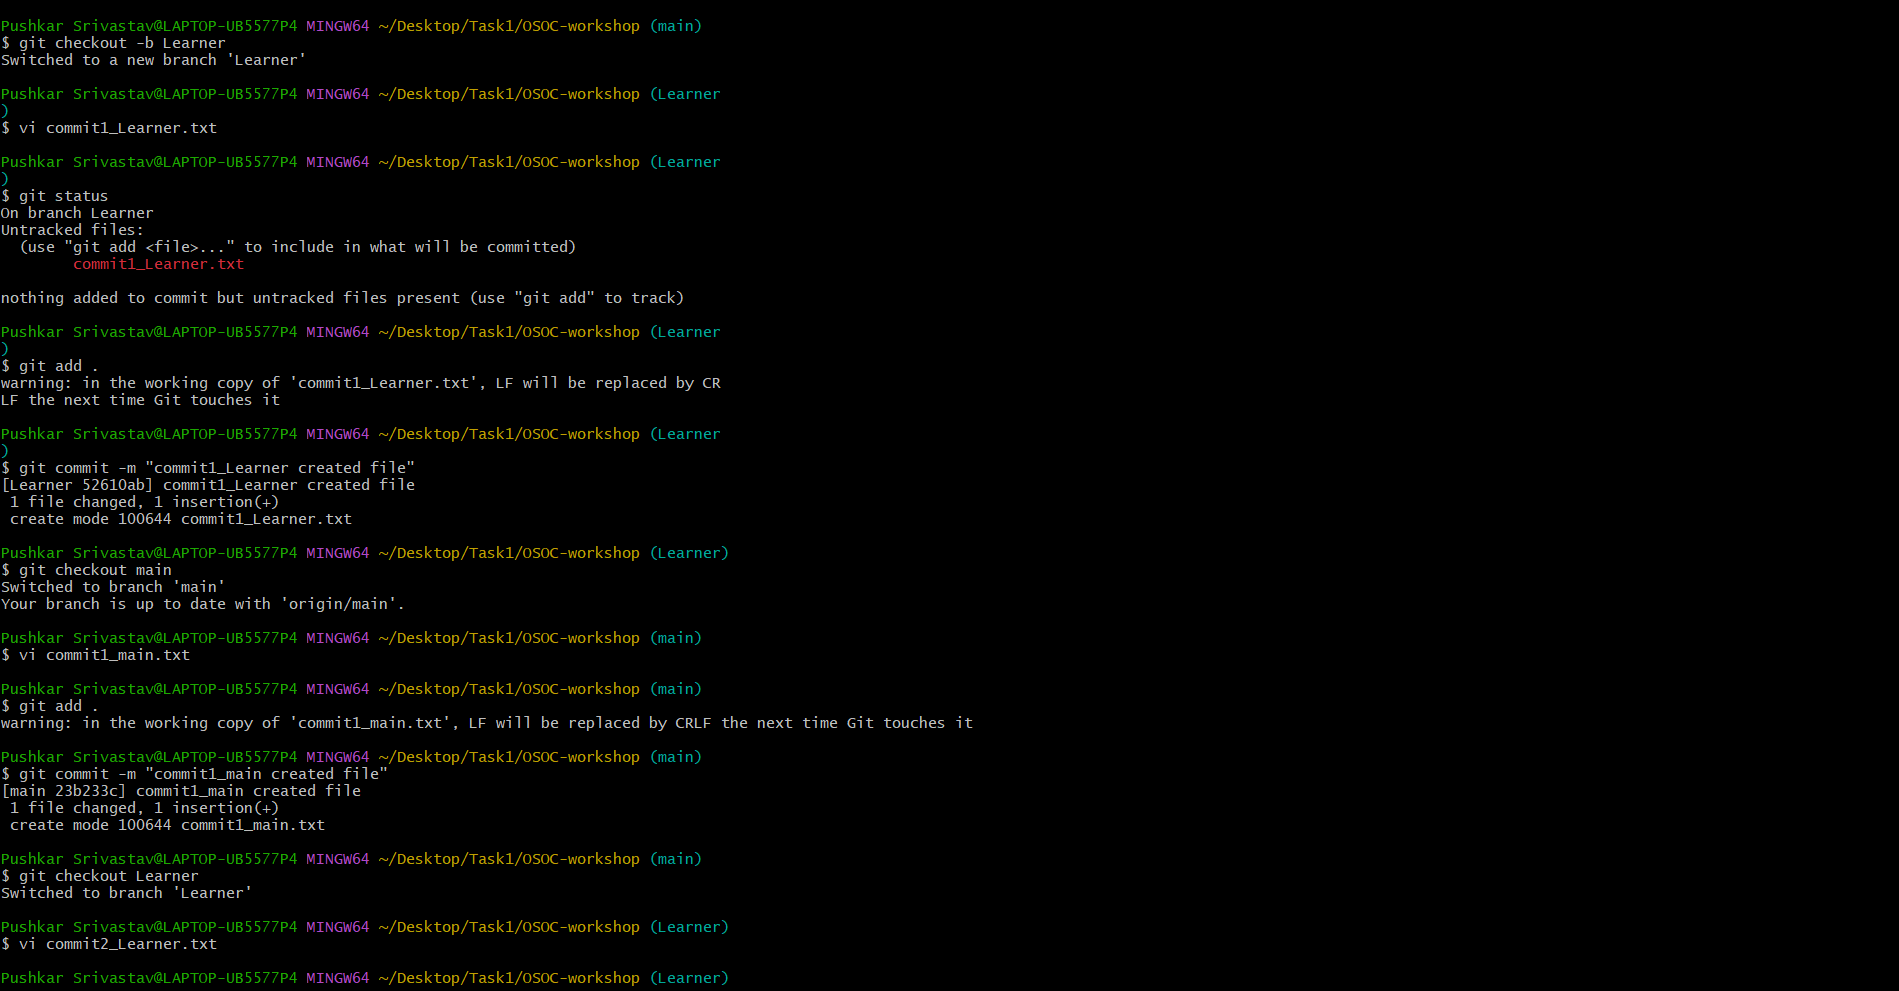 Pushkar Srivastav@LAPTOP-UB5577P4 MINGW64 ~/Desktop/Task1/OSOC-workshop (main)
$ git checkout -b Learner
Switched to a new branch 'Learner'
Pushkar Srivastav@LAPTOP-UB5577P4 MINGW64 ~/Desktop/Task1/OSOC-workshop (Learner
)
$ vi commit1_Learner.txt
Pushkar Srivastav@LAPTOP-UB5577P4 MINGW64 ~/Desktop/Task1/OSOC-workshop (Learner
)
$ git status
On branch Learner
Untracked files:
  (use "git add <file>..." to include in what will be committed)
        commit1_Learner.txt
nothing added to commit but untracked files present (use "git add" to track)
Pushkar Srivastav@LAPTOP-UB5577P4 MINGW64 ~/Desktop/Task1/OSOC-workshop (Learner
)
$ git add .
warning: in the working copy of 'commit1_Learner.txt', LF will be replaced by CR
LF the next time Git touches it
Pushkar Srivastav@LAPTOP-UB5577P4 MINGW64 ~/Desktop/Task1/OSOC-workshop (Learner
)
$ git commit -m "commit1_Learner created file"
[Learner 52610ab] commit1_Learner created file
 1 file changed, 1 insertion(+)
 create mode 100644 commit1_Learner.txt
Pushkar Srivastav@LAPTOP-UB5577P4 MINGW64 ~/Desktop/Task1/OSOC-workshop (Learner)
$ git checkout main
Switched to branch 'main'
Your branch is up to date with 'origin/main'.
Pushkar Srivastav@LAPTOP-UB5577P4 MINGW64 ~/Desktop/Task1/OSOC-workshop (main)
$ vi commit1_main.txt
Pushkar Srivastav@LAPTOP-UB5577P4 MINGW64 ~/Desktop/Task1/OSOC-workshop (main)
$ git add .
warning: in the working copy of 'commit1_main.txt', LF will be replaced by CRLF the next time Git touches it
Pushkar Srivastav@LAPTOP-UB5577P4 MINGW64 ~/Desktop/Task1/OSOC-workshop (main)
$ git commit -m "commit1_main created file"
[main 23b233c] commit1_main created file
 1 file changed, 1 insertion(+)
 create mode 100644 commit1_main.txt
Pushkar Srivastav@LAPTOP-UB5577P4 MINGW64 ~/Desktop/Task1/OSOC-workshop (main)
$ git checkout Learner
Switched to branch 'Learner'
Pushkar Srivastav@LAPTOP-UB5577P4 MINGW64 ~/Desktop/Task1/OSOC-workshop (Learner)
$ vi commit2_Learner.txt
Pushkar Srivastav@LAPTOP-UB5577P4 MINGW64 ~/Desktop/Task1/OSOC-workshop (Learner)